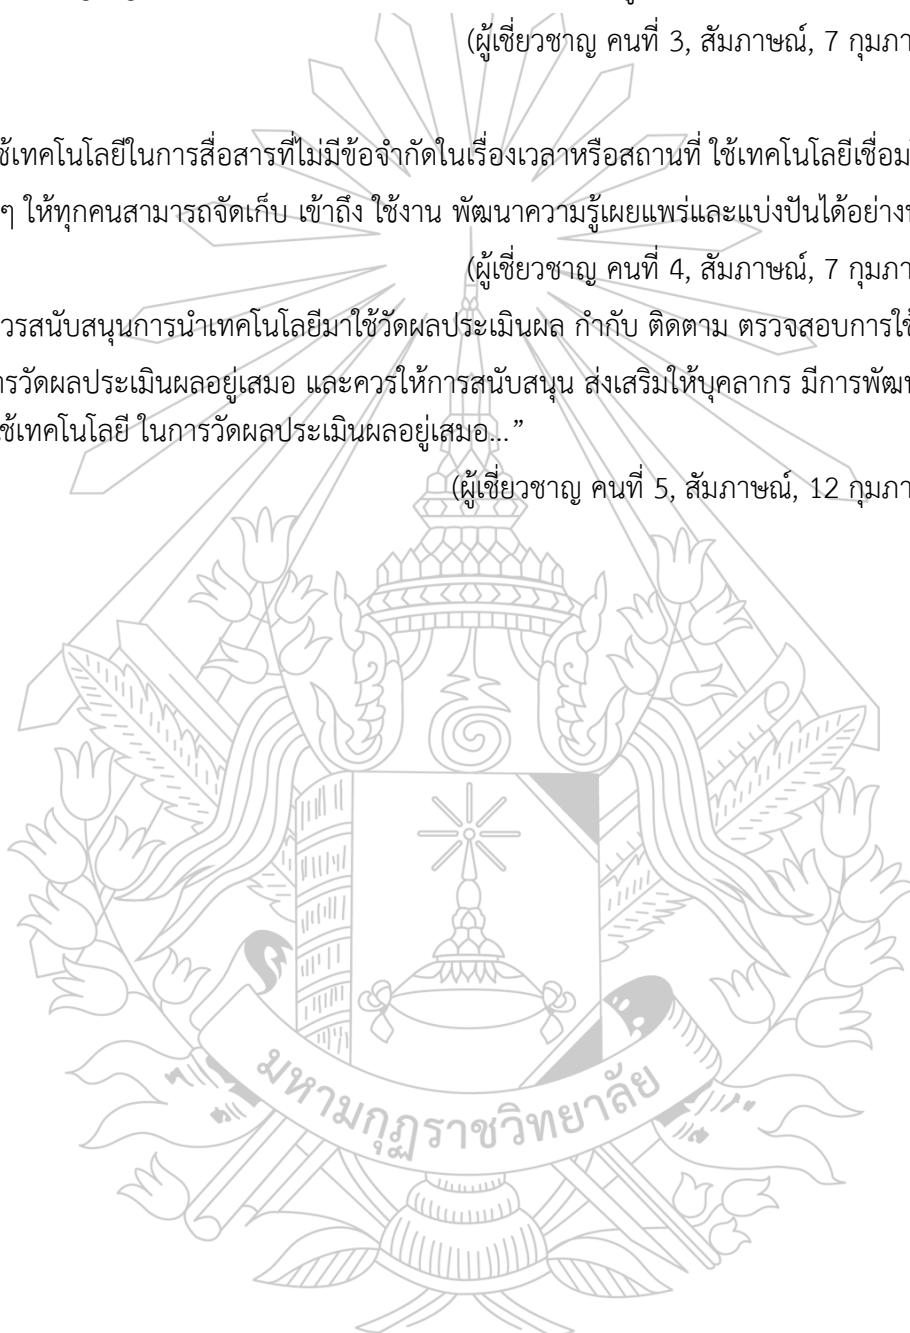 (ผู้เชี่ยวชาญ คนที่ 3, สัมภาษณ์, 7 กุมภา
ช้เทคโนโลยีในการสื่อสารที่ไม่มีข้อจำกัดในเรื่องเวลาหรือสถานที่ ใช้เทคโนโลยีเชื่อม
ๆ ให้ทุกคนสามารถจัดเก็บ เข้าถึง ใช้งาน พัฒนาความรู้เผยแพร่และแบ่งปันได้อย่าง
(ผู้เชี่ยวชาญ คนที่ 4, สัมภาษณ์, 7 กุมภา
วรสนับสนุนการนำเทคโนโลยีมาใช้วัดผลประเมินผล กำกับ ติดตาม ตรวจสอบการใช้
ารวัดผลประเมินผลอยู่เสมอ และควรให้การสนับสนุน ส่งเสริมให้บุคลากร มีการพัฒ
ช้เทคโนโลยี ในการวัดผลประเมินผลอยู่เสมอ...”
(ผู้เชี่ยวชาญ คนที่ 5, สัมภาษณ์, 12 กุมภา
มหามกุฏราชวิทยาลัย